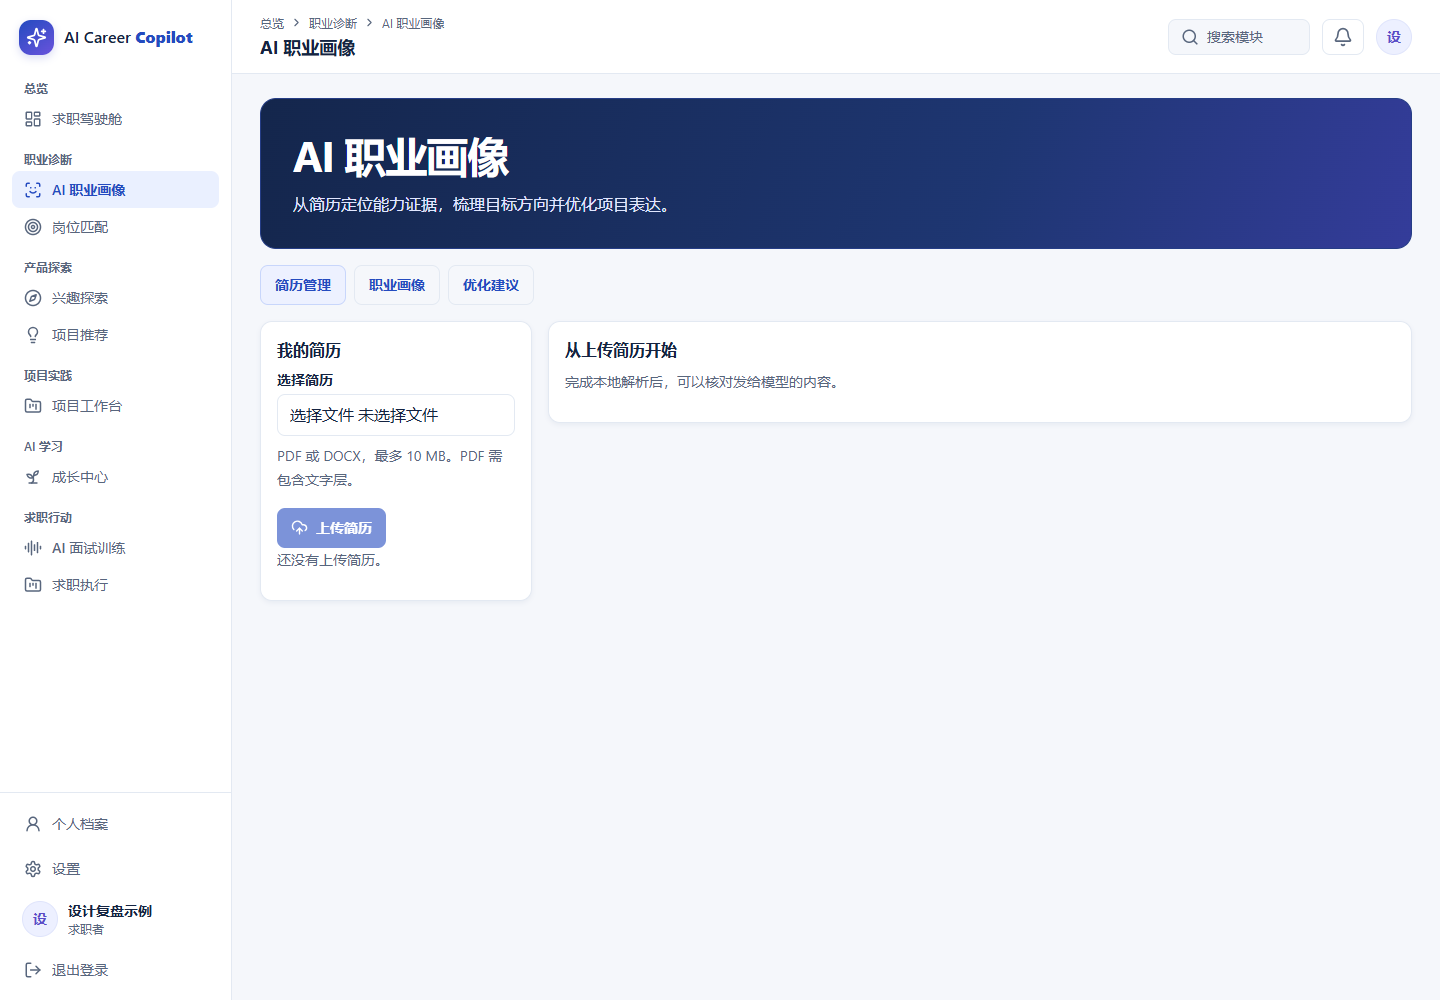 AI Career Copilot
总览
求职驾驶舱
职业诊断
AI 职业画像
岗位匹配
产品探索
兴趣探索
项目推荐
项目实践
项目工作台
AI 学习
成长中心
求职行动
AI 面试训练
求职执行
个人档案
设置
设
设计复盘示例
求职者
退出登录
总览 > 职业诊断 > AI 职业画像
AI 职业画像
搜索模块
设
AI 职业画像
从简历定位能力证据，梳理目标方向并优化项目表达。
简历管理
职业画像
优化建议
我的简历
选择简历
选择文件 未选择文件
PDF 或 DOCX，最多 10 MB。PDF 需
包含文字层。
上传简历
还没有上传简历。
从上传简历开始
完成本地解析后，可以核对发给模型的内容。